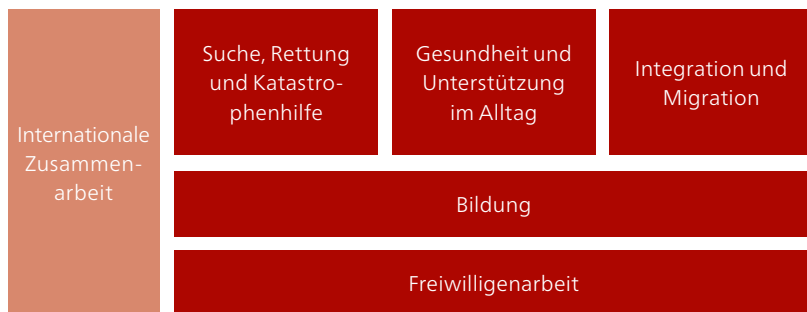 Internationale
Zusammen-
arbeit
Suche, Rettung
und Katastro-
phenhilfe
Gesundheit und
Unterstützung
im Alltag
Integration und
Migration
Bildung
Freiwilligenarbeit